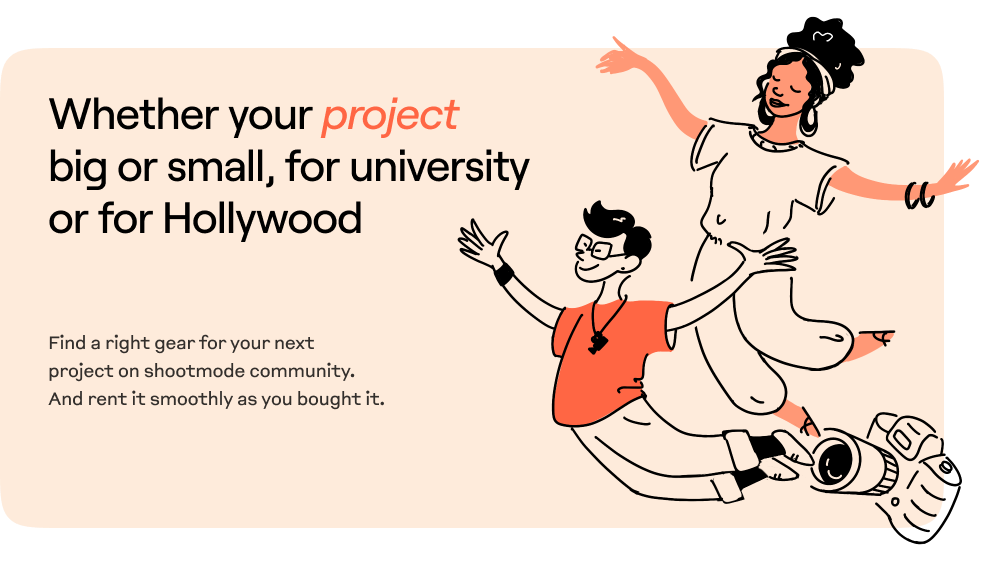 Whether your project
big or small, for university
or for Hollywood
Find a right gear for your next
project on shootmode community.
And rent it smoothly as you bought it.